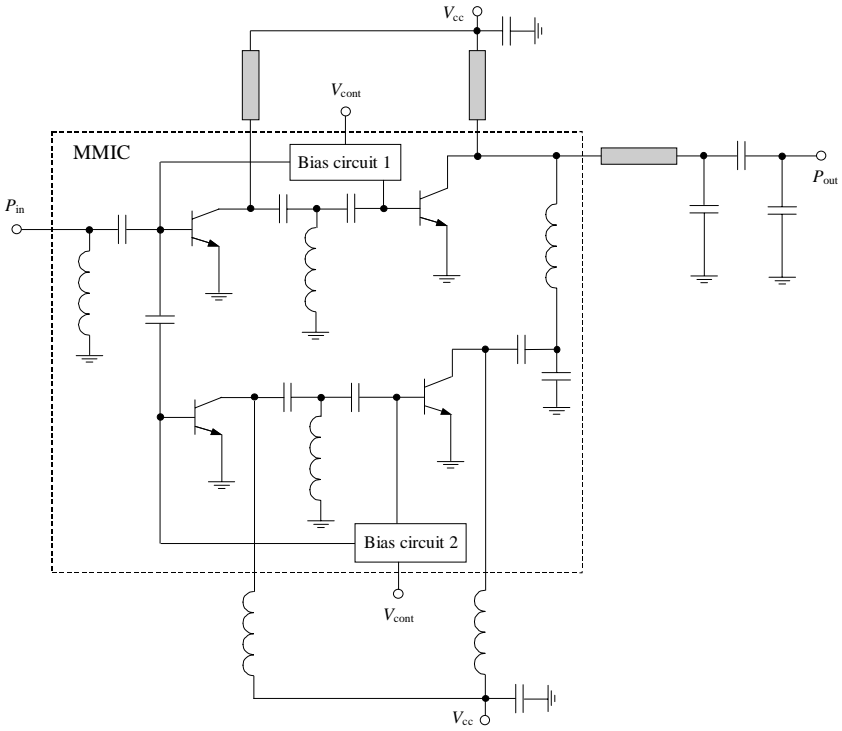 Vcc
Vcont
MMIC
Bias circuit 1
Pin
Pout
Bias circuit 2
Vcont
Vcc